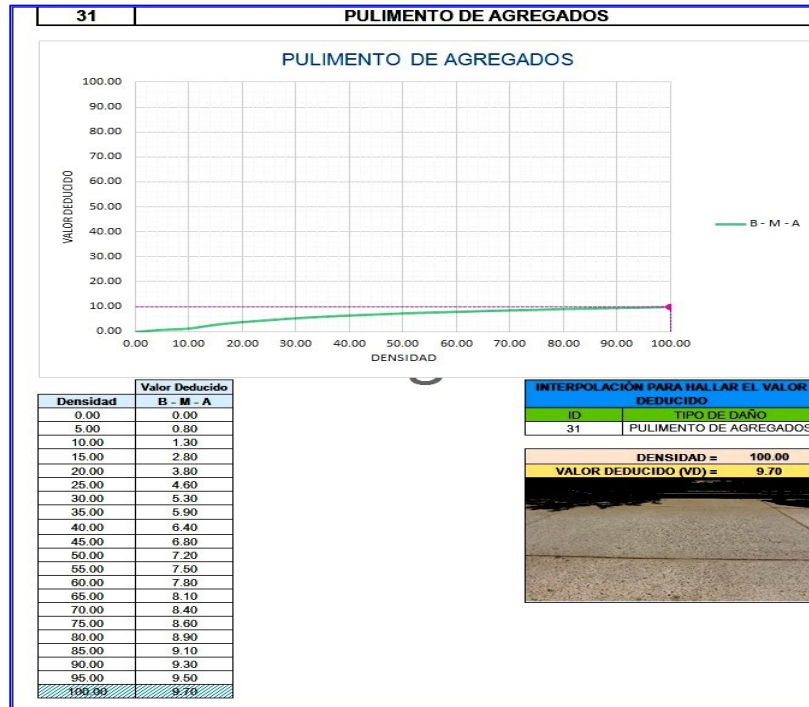 31 PULIMENTO DE AGREGADOS
PULIMENTO DE AGREGADOS
100.00
90.00
80.00
70.00
60.00
50.00
40.00
30.00
20.00
10.00
0.00
VALOR DEDUCIDO
0.00 10.00 20.00 30.00 40.00 50.00 60.00 70.00 80.00 90.00 100.00
DENSIDAD
B - M - A
Valor Deducido
Densidad B - M - A
0.00 0.00
5.00 0.80
10.00 1.30
15.00 2.80
20.00 3.80
25.00 4.60
30.00 5.30
35.00 5.90
40.00 6.40
45.00 6.80
50.00 7.20
55.00 7.50
60.00 7.80
65.00 8.10
70.00 8.40
75.00 8.60
80.00 8.90
85.00 9.10
90.00 9.30
95.00 9.50
100.00 9.70
INTERPOLACIÓN PARA HALLAR EL VALOR
DEDUCIDO
ID TIPO DE DAÑO
31 PULIMENTO DE AGREGADOS
DENSIDAD = 100.00
VALOR DEDUCIDO (VD) = 9.70